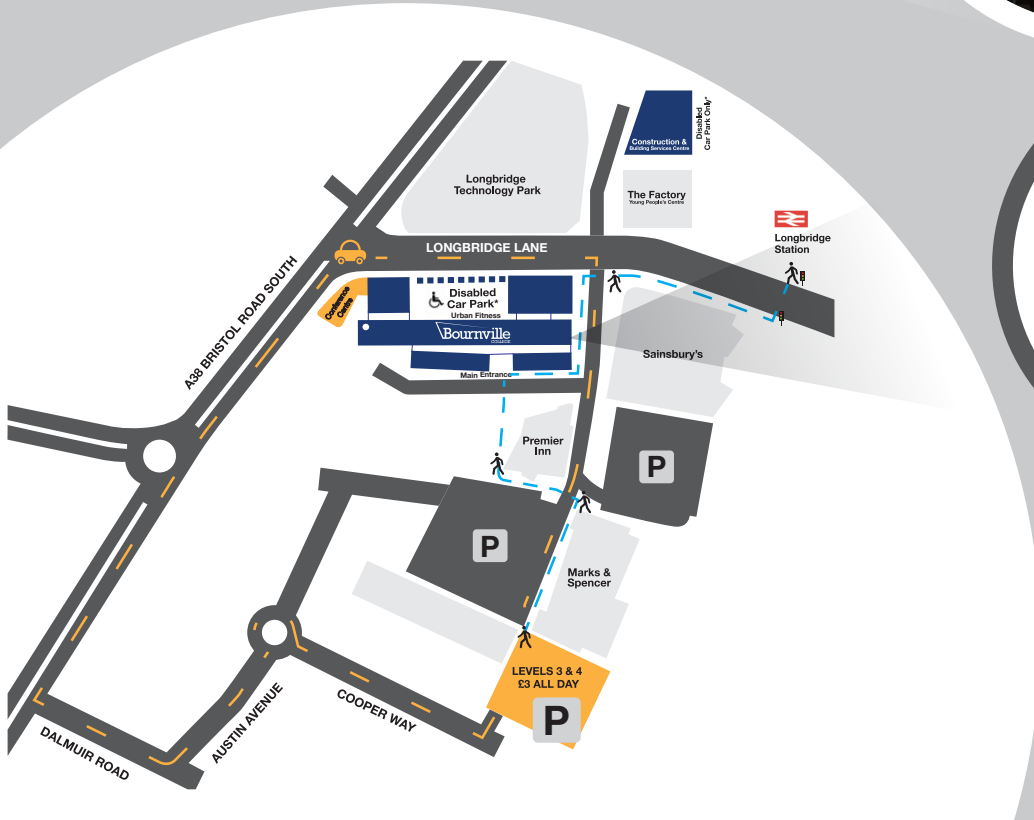 Construction &
Building Services Centre
Disabled
Car Park Only*
Longbridge
Technology Park
The Factory
Young People's Centre
Longbridge
Station
LONGBRIDGE LANE
A38 BRISTOL ROAD SOUTH
Conference
Centre
Disabled
Car Park*
Urban Fitness
Bournville
COLLEGE
Main Entrance
Sainsbury's
Premier
Inn
P
P
Marks &
Spencer
LEVELS 3 & 4
£3 ALL DAY
P
COOPER WAY
AUSTIN AVENUE
DALMUIR ROAD